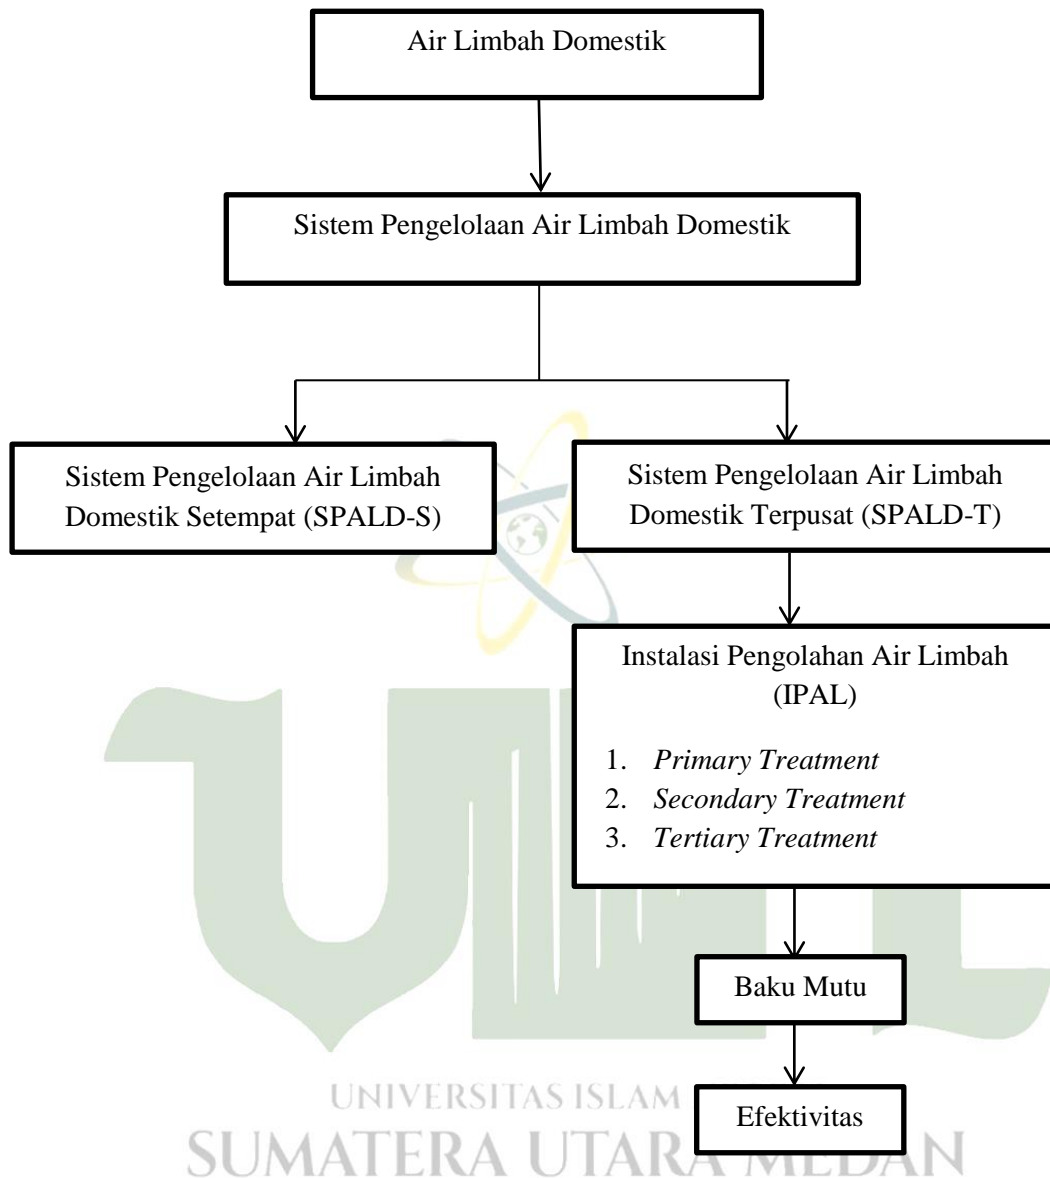 Air Limbah Domestik
Sistem Pengelolaan Air Limbah Domestik
Sistem Pengelolaan Air Limbah
Domestik Setempat (SPALD-S)
Sistem Pengelolaan Air Limbah
Domestik Terpusat (SPALD-T)
Instalasi Pengolahan Air Limbah
(IPAL)
1. Primary Treatment
2. Secondary Treatment
3. Tertiary Treatment
Baku Mutu
Efektivitas
UNIVERSITAS ISLAM
SUMATERA UTARA MEDAN